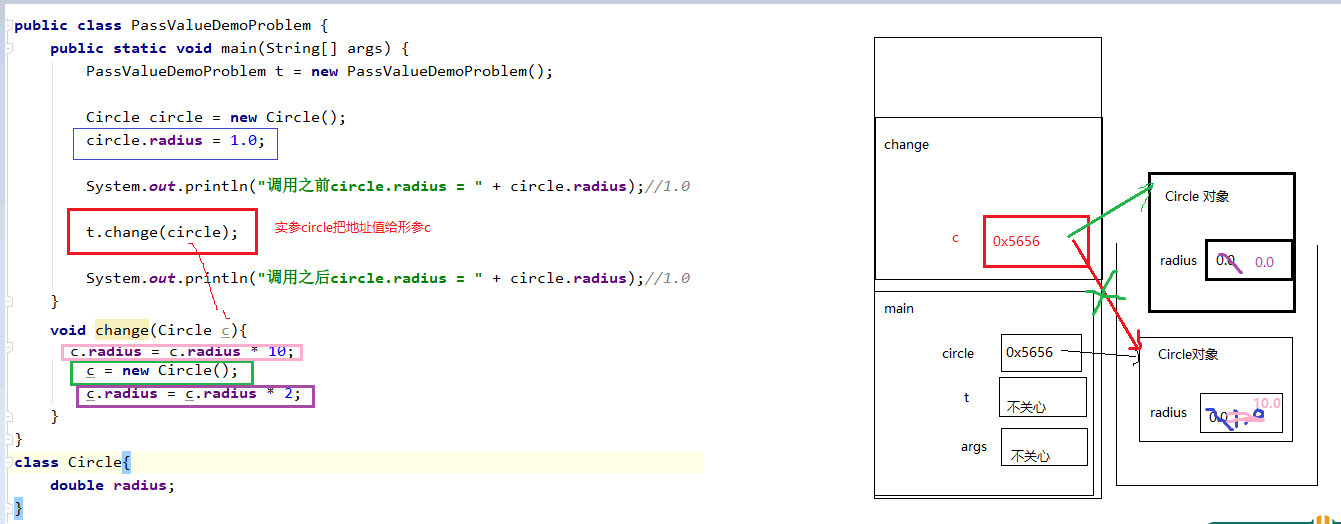 public class PassValueDemoProblem {
public static void main(String[] args) {
PassValueDemoProblem t = new PassValueDemoProblem();
Circle circle = new Circle();
circle.radius = 1.0;
System.out.println("调用之前circle.radius = " + circle.radius);//1.0
t.change(circle);
实参circle把地址值给形参c
System.out.println("调用之后circle.radius = " + circle.radius);//1.0
}
void change(Circle c){
c.radius = c.radius * 10;
c = new Circle();
c.radius = c.radius * 2;
}
}
class Circle{
double radius;
}
change
c
0x5656
main
circle
0x5656
t
不关心
args
不关心
Circle 对象
radius
0.0
0.0
Circle对象
radius
0.0
1.0
10.0